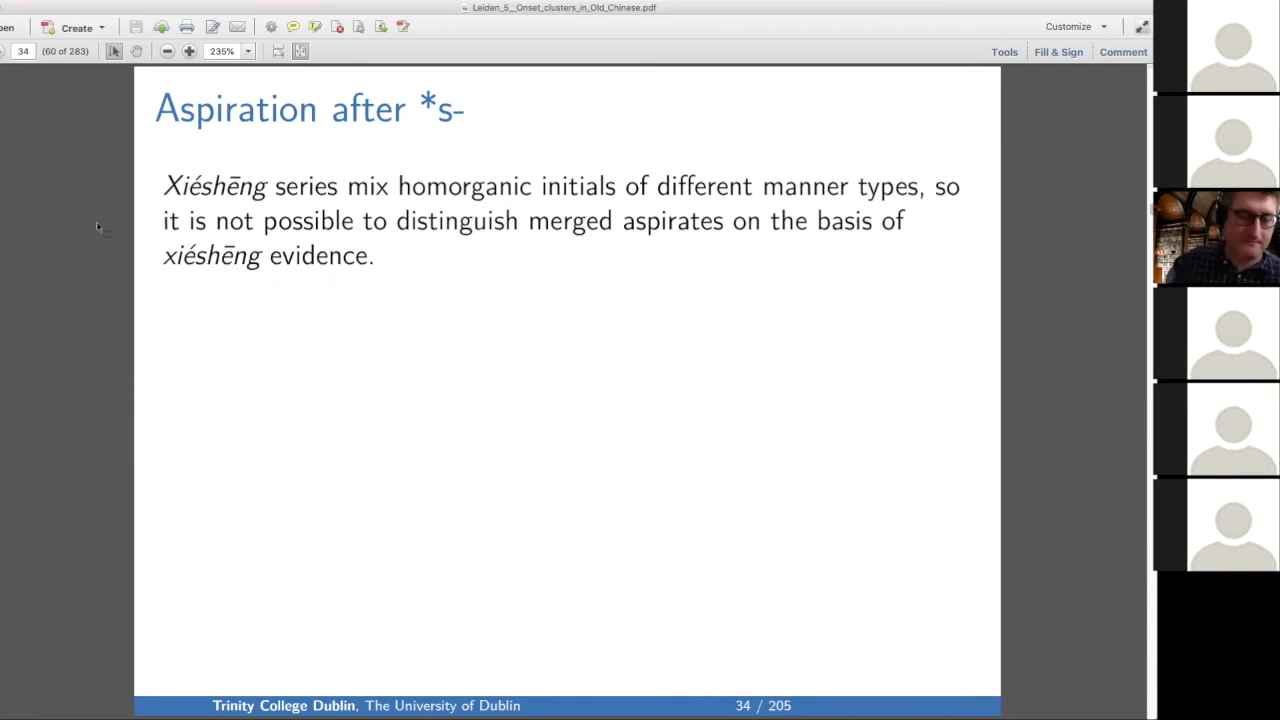 Leiden_5__Onset_clusters_in_Old_Chinese.pdf
pen
Create
Customize
34 (60 of 283)
235%
Tools
Fill & Sign
Comment
Aspiration after *s-
Xiéshēng series mix homorganic initials of different manner types, so
it is not possible to distinguish merged aspirates on the basis of
xiéshēng evidence.
Trinity College Dublin, The University of Dublin
34 / 205